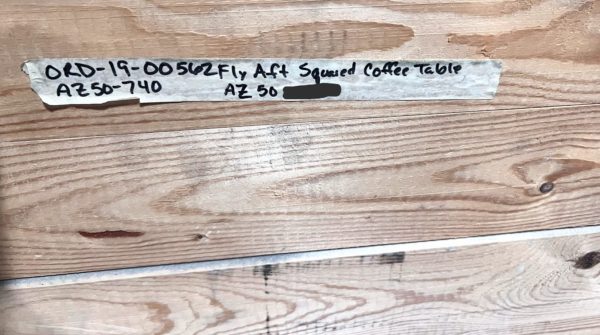 ORD-19-00562 Fly Aft Squared Coffee Table
AZ50-740 AZ 50